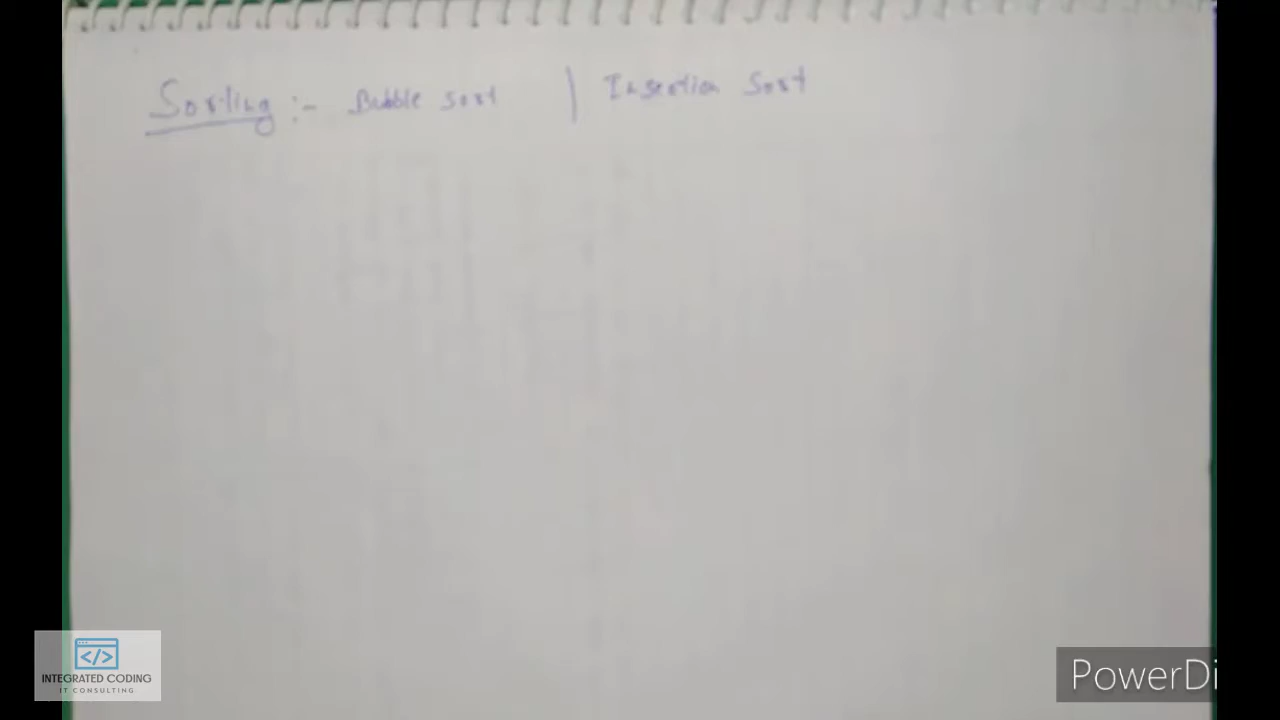 Sorting :- Bubble sort | Insertion Sort
</>
INTEGRATED CODING
IT CONSULTING
PowerDi